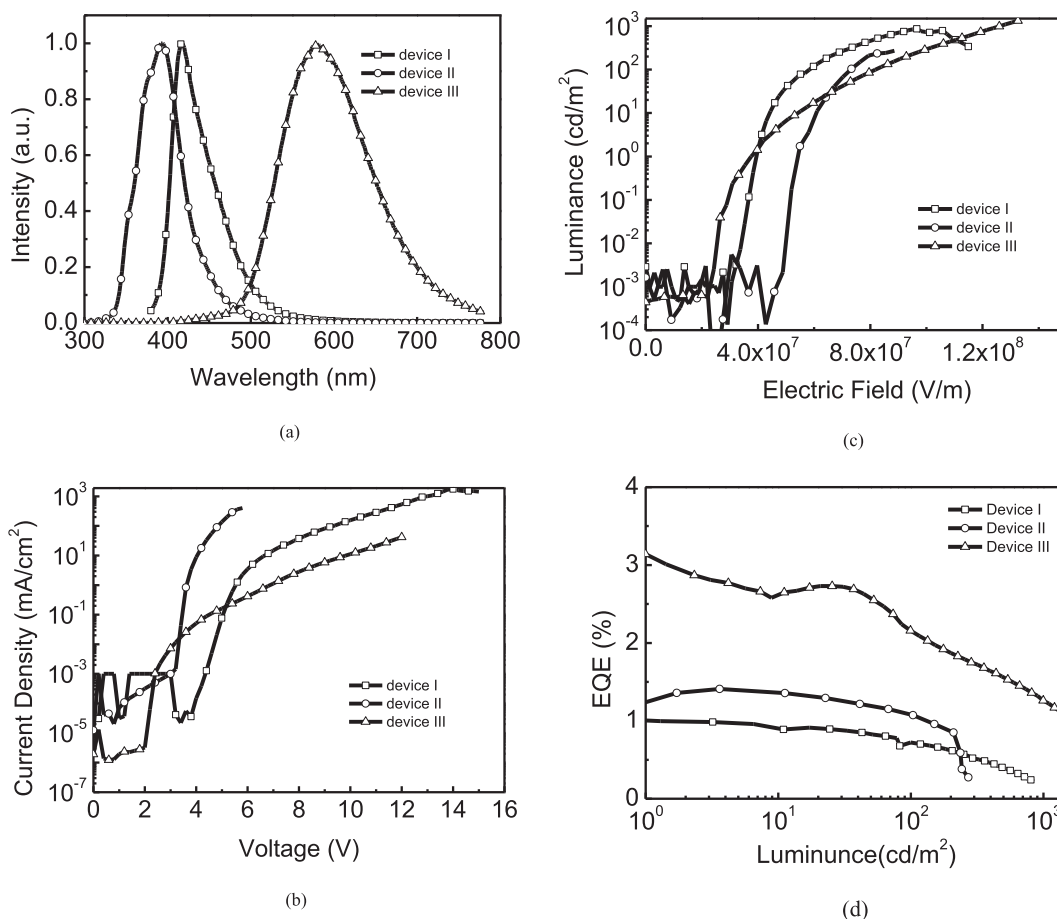 1.0
0.8
0.6
0.4
0.2
0.0
300 400 500 600 700 800
Intensity (a.u.)
Wavelength (nm)
device I
device II
device III
(a)
10³
10²
10¹
10⁰
10⁻¹
10⁻²
10⁻³
10⁻⁴
0.0 4.0x10⁷ 8.0x10⁷ 1.2x10⁸
Luminance (cd/m²)
Electric Field (V/m)
device I
device II
device III
(c)
10³
10¹
10⁻¹
10⁻³
10⁻⁵
10⁻⁷
0 2 4 6 8 10 12 14 16
Current Density (mA/cm²)
Voltage (V)
device I
device II
device III
(b)
4
3
2
1
0
10⁰ 10¹ 10² 10³
EQE (%)
Luminunce(cd/m²)
Device I
Device II
Device III
(d)